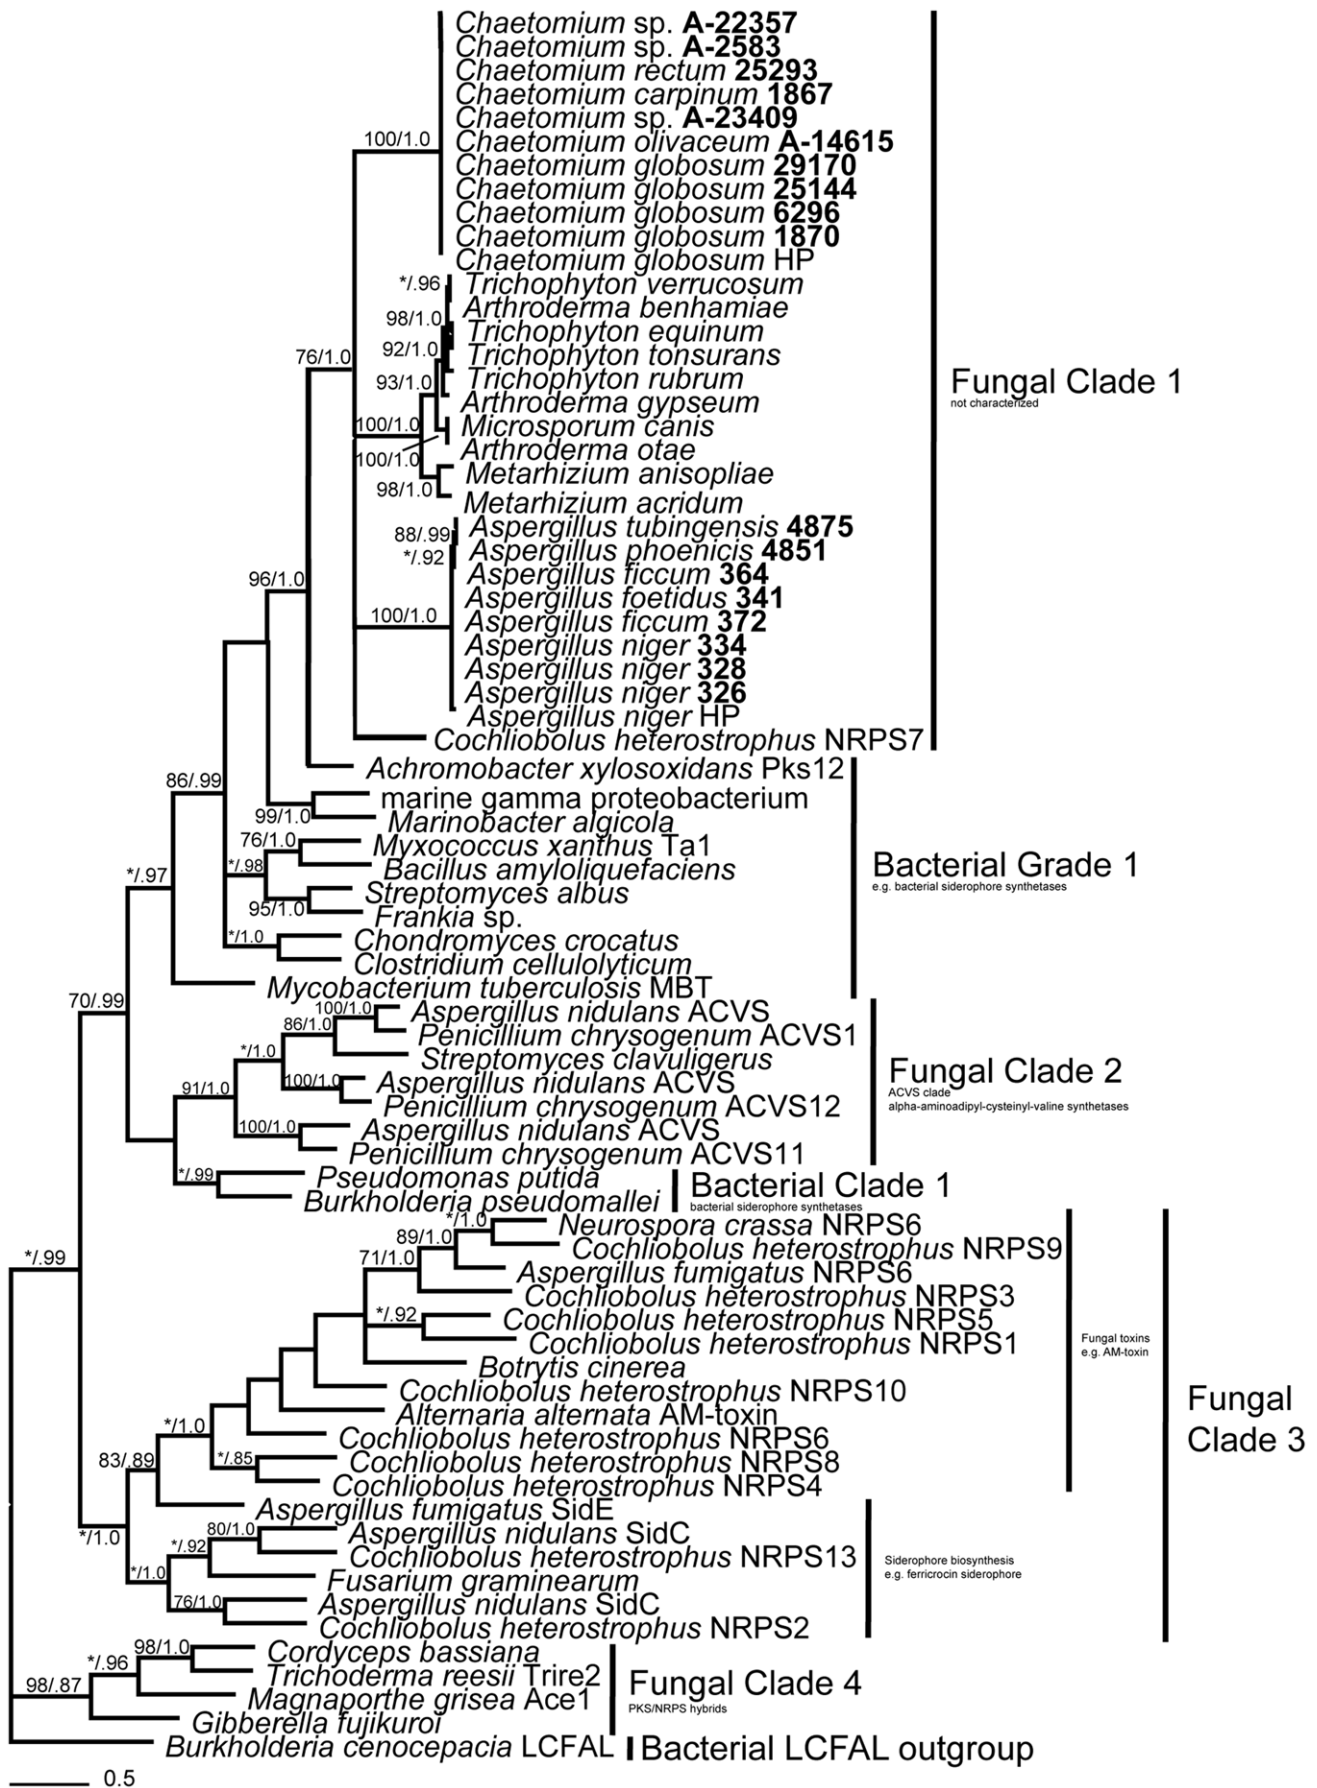 Chaetomium sp. A-22357
Chaetomium sp. A-2583
Chaetomium rectum 25293
Chaetomium carpinum 1867
Chaetomium sp. A-23409
100/1.0
Chaetomium olivaceum A-14615
Chaetomium globosum 29170
Chaetomium globosum 25144
Chaetomium globosum 6296
Chaetomium globosum 1870
Chaetomium globosum HP
*/.96
Trichophyton verrucosum
Arthroderma benhamiae
98/1.0
Trichophyton equinum
92/1.0
Trichophyton tonsurans
76/1.0
93/1.0
Trichophyton rubrum
Fungal Clade 1
not characterized
Arthroderma gypseum
100/1.0
Microsporum canis
Arthroderma otae
100/1.0
Metarhizium anisopliae
98/1.0
Metarhizium acridum
88/.99
Aspergillus tubingensis 4875
*/.92
Aspergillus phoenicis 4851
96/1.0
Aspergillus ficcum 364
Aspergillus foetidus 341
100/1.0
Aspergillus ficcum 372
Aspergillus niger 334
Aspergillus niger 328
Aspergillus niger 326
Aspergillus niger HP
Cochliobolus heterostrophus NRPS7
Achromobacter xylosoxidans Pks12
86/.99
marine gamma proteobacterium
99/1.0
Marinobacter algicola
76/1.0
Myxococcus xanthus Ta1
*/.98
Bacillus amyloliquefaciens
Bacterial Grade 1
e.g. bacterial siderophore synthetases
*/.97
Streptomyces albus
95/1.0
Frankia sp.
*/1.0
Chondromyces crocatus
Clostridium cellulolyticum
Mycobacterium tuberculosis MBT
70/.99
100/1.0
Aspergillus nidulans ACVS
86/1.0
Penicillium chrysogenum ACVS1
*/1.0
Streptomyces clavuligerus
Fungal Clade 2
ACVS clade
alpha-aminoadipyl-cysteinyl-valine synthetases
100/1.0
Aspergillus nidulans ACVS
91/1.0
Penicillium chrysogenum ACVS12
100/1.0
Aspergillus nidulans ACVS
Penicillium chrysogenum ACVS11
*/.99
Pseudomonas putida
Burkholderia pseudomallei
Bacterial Clade 1
bacterial siderophore synthetases
*/1.0
Neurospora crassa NRPS6
89/1.0
Cochliobolus heterostrophus NRPS9
*/.99
71/1.0
Aspergillus fumigatus NRPS6
Cochliobolus heterostrophus NRPS3
*/.92
Cochliobolus heterostrophus NRPS5
Cochliobolus heterostrophus NRPS1
Fungal toxins
e.g. AM-toxin
Botrytis cinerea
Cochliobolus heterostrophus NRPS10
Alternaria alternata AM-toxin
Fungal
Clade 3
*/1.0
Cochliobolus heterostrophus NRPS6
83/.89
*/.85
Cochliobolus heterostrophus NRPS8
Cochliobolus heterostrophus NRPS4
Aspergillus fumigatus SidE
*/1.0
80/1.0
Aspergillus nidulans SidC
*/.92
Cochliobolus heterostrophus NRPS13
Siderophore biosynthesis
e.g. ferricrocin siderophore
*/1.0
Fusarium graminearum
76/1.0
Aspergillus nidulans SidC
Cochliobolus heterostrophus NRPS2
98/1.0
Cordyceps bassiana
*/.96
Trichoderma reesii Trire2
98/.87
Magnaporthe grisea Ace1
Fungal Clade 4
PKS/NRPS hybrids
Gibberella fujikuroi
Burkholderia cenocepacia LCFAL
Bacterial LCFAL outgroup
0.5